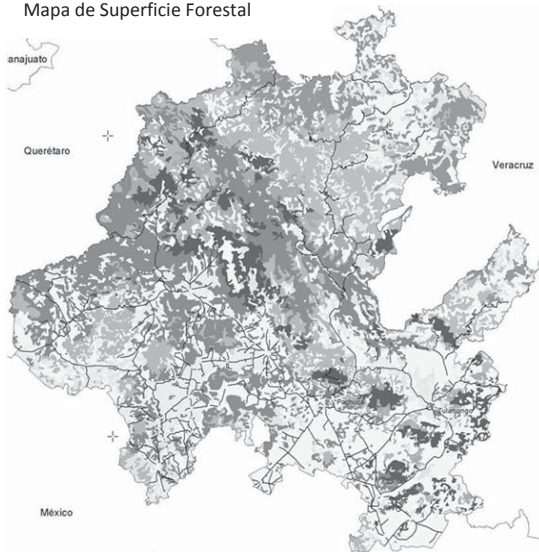 Mapa de Superficie Forestal
anajuato
Querétaro
Veracruz
Pachuca
Tulancingo
México